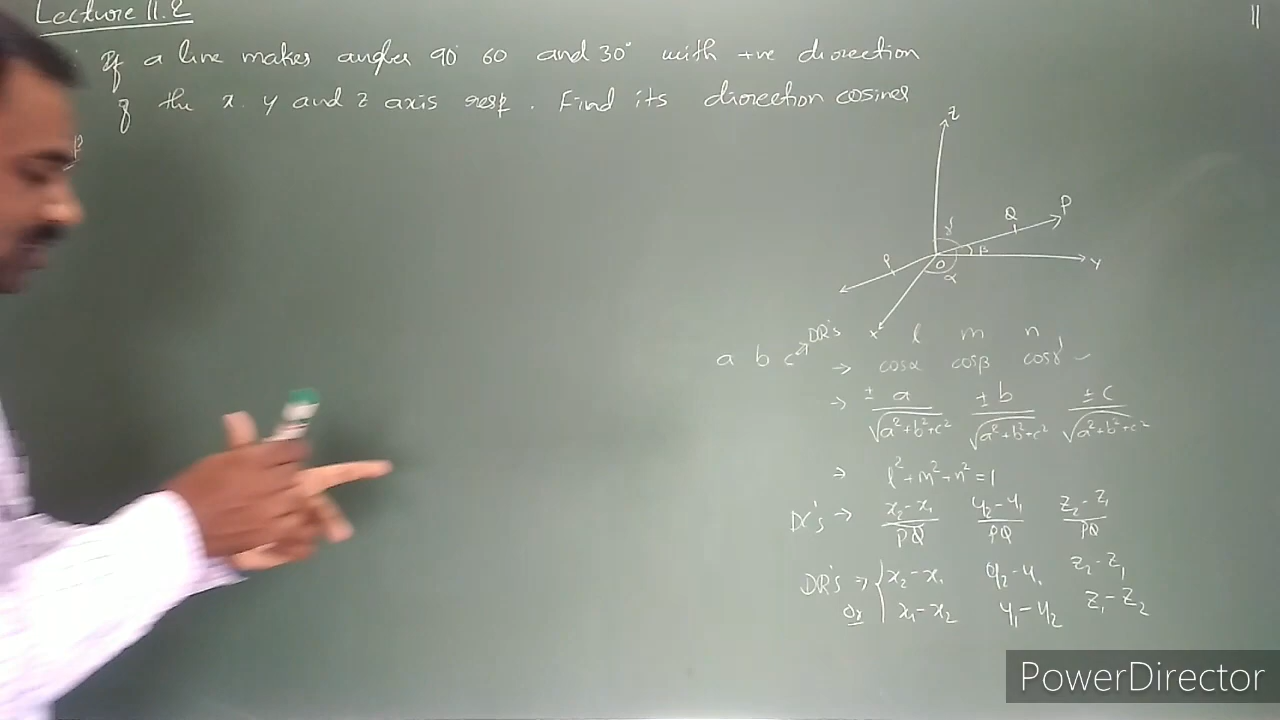 Lecture 11.2
If a line makes angles 90° 60 and 30° with +ve direction
of the x. y and z axis resp. Find its direction cosines
11
z
P
Q
γ
β
O
y
α
P
x
DR's l m n
a b c → cosα cosβ cosγ
→ ± a/√a²+b²+c² ± b/√a²+b²+c² ± c/√a²+b²+c²
→ l²+m²+n²=1
DC's → x₂-x₁/PQ y₂-y₁/PQ z₂-z₁/PQ
DR's ⇒ { x₂-x₁ y₂-y₁ z₂-z₁
Or x₁-x₂ y₁-y₂ z₁-z₂
PowerDirector